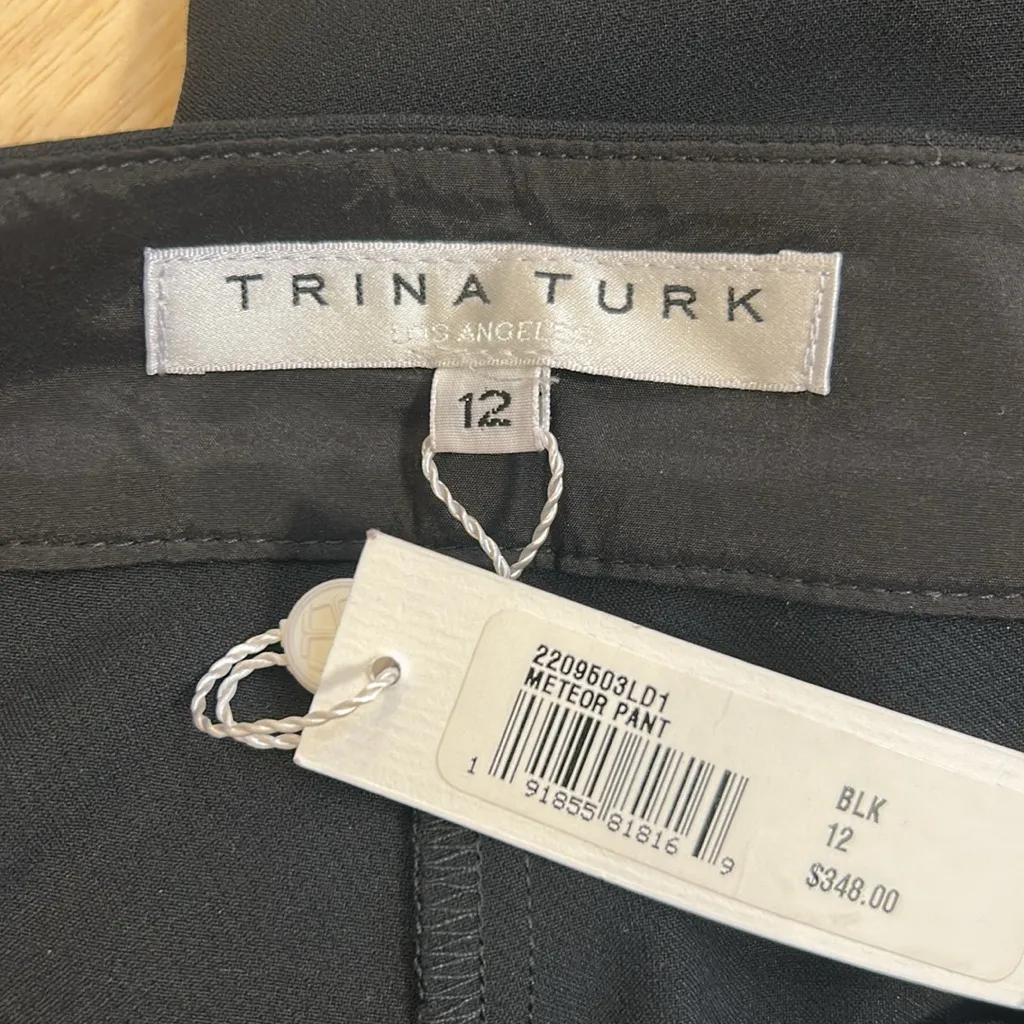 TRINA TURK
LOS ANGELES
12
2209503LD1
METEOR PANT
1 91855 81816 9
BLK
12
$348.00